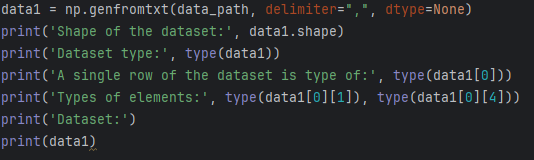 data1 = np.genfromtxt(data_path, delimiter=",", dtype=None)
print('Shape of the dataset:', data1.shape)
print('Dataset type:', type(data1))
print('A single row of the dataset is type of:', type(data1[0]))
print('Types of elements:', type(data1[0][1]), type(data1[0][4]))
print('Dataset:')
print(data1)